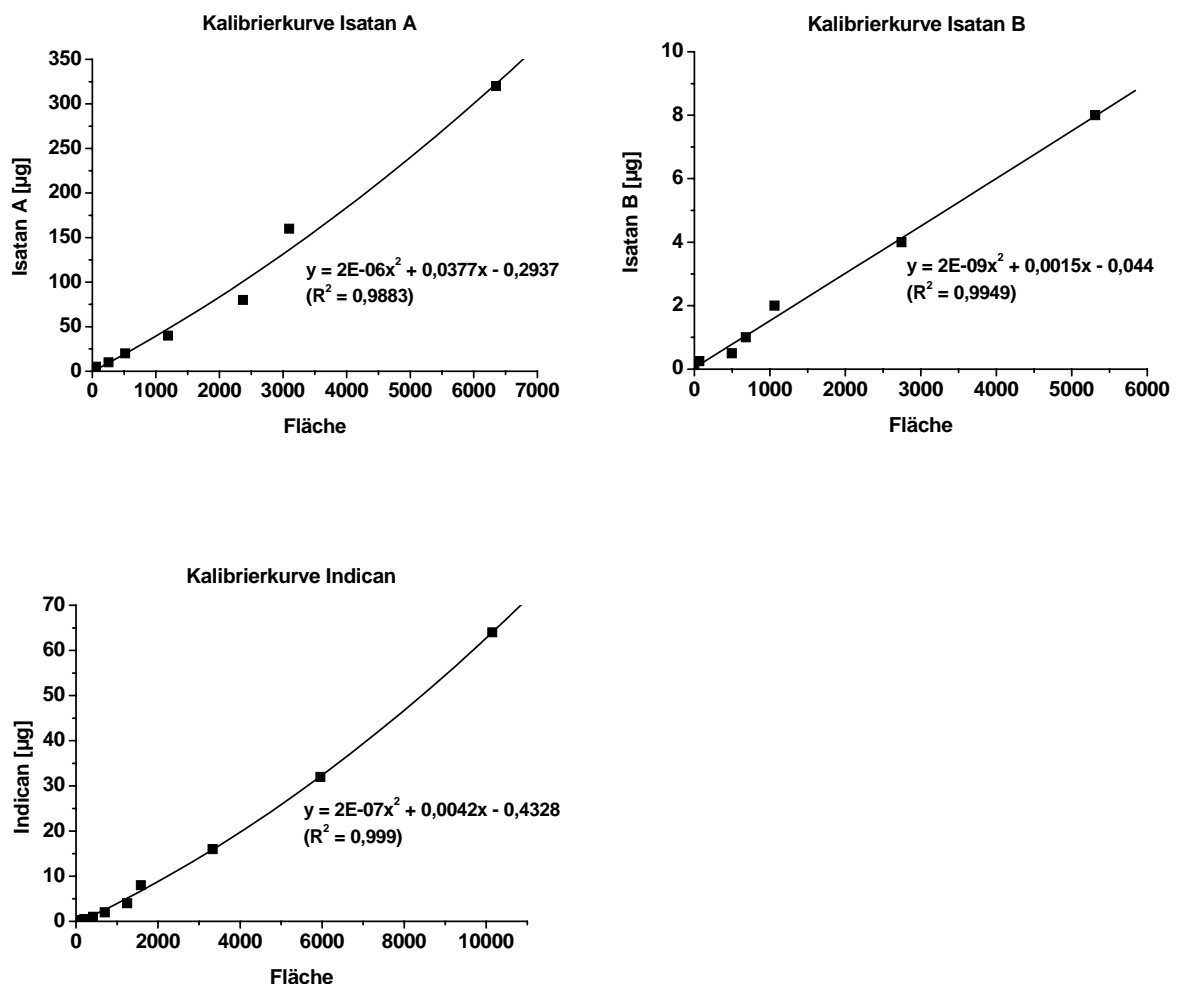 Kalibrierkurve Isatan A
350
300
250
200
150
100
50
0
Isatan A [µg]
y = 2E-06x² + 0,0377x - 0,2937
(R² = 0,9883)
0 1000 2000 3000 4000 5000 6000 7000
Fläche
Kalibrierkurve Isatan B
10
8
6
4
2
0
Isatan B [µg]
y = 2E-09x² + 0,0015x - 0,044
(R² = 0,9949)
0 1000 2000 3000 4000 5000 6000
Fläche
Kalibrierkurve Indican
70
60
50
40
30
20
10
0
Indican [µg]
y = 2E-07x² + 0,0042x - 0,4328
(R² = 0,999)
0 2000 4000 6000 8000 10000
Fläche